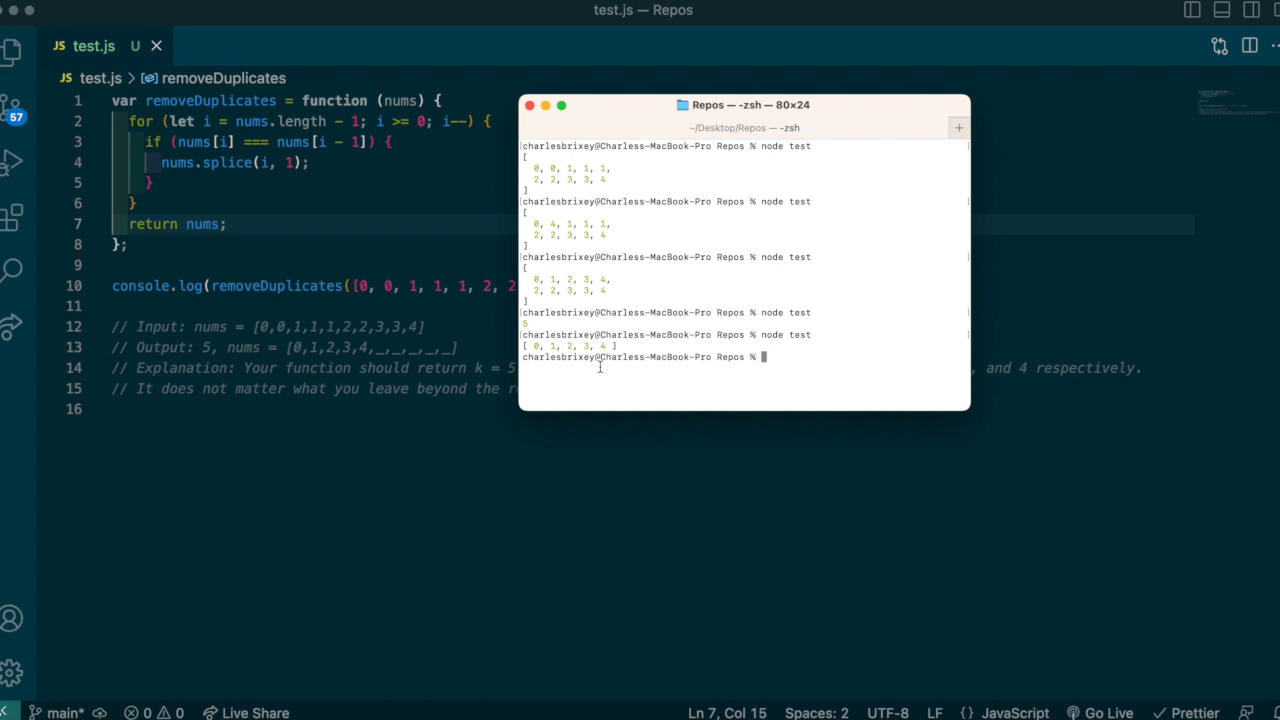 test.js — Repos
JS test.js U
JS test.js > removeDuplicates
57
1 var removeDuplicates = function (nums) {
2 for (let i = nums.length - 1; i >= 0; i--) {
3 if (nums[i] === nums[i - 1]) {
4 nums.splice(i, 1);
5 }
6 }
7 return nums;
8 };
9
10 console.log(removeDuplicates([0, 0, 1, 1, 1, 2, 2
11
12 // Input: nums = [0,0,1,1,1,2,2,3,3,4]
13 // Output: 5, nums = [0,1,2,3,4,_,_,_,_,_]
14 // Explanation: Your function should return k = 5 , and 4 respectively.
15 // It does not matter what you leave beyond the r
16
Repos — -zsh — 80×24
~/Desktop/Repos — -zsh
[charlesbrixey@Charless-MacBook-Pro Repos % node test ]
[
0, 0, 1, 1, 1,
2, 2, 3, 3, 4
]
[charlesbrixey@Charless-MacBook-Pro Repos % node test ]
[
0, 4, 1, 1, 1,
2, 2, 3, 3, 4
]
[charlesbrixey@Charless-MacBook-Pro Repos % node test ]
[
0, 1, 2, 3, 4,
2, 2, 3, 3, 4
]
[charlesbrixey@Charless-MacBook-Pro Repos % node test ]
5
[charlesbrixey@Charless-MacBook-Pro Repos % node test ]
[ 0, 1, 2, 3, 4 ]
charlesbrixey@Charless-MacBook-Pro Repos %
main* 0 0 Live Share Ln 7, Col 15 Spaces: 2 UTF-8 LF {} JavaScript Go Live Prettier